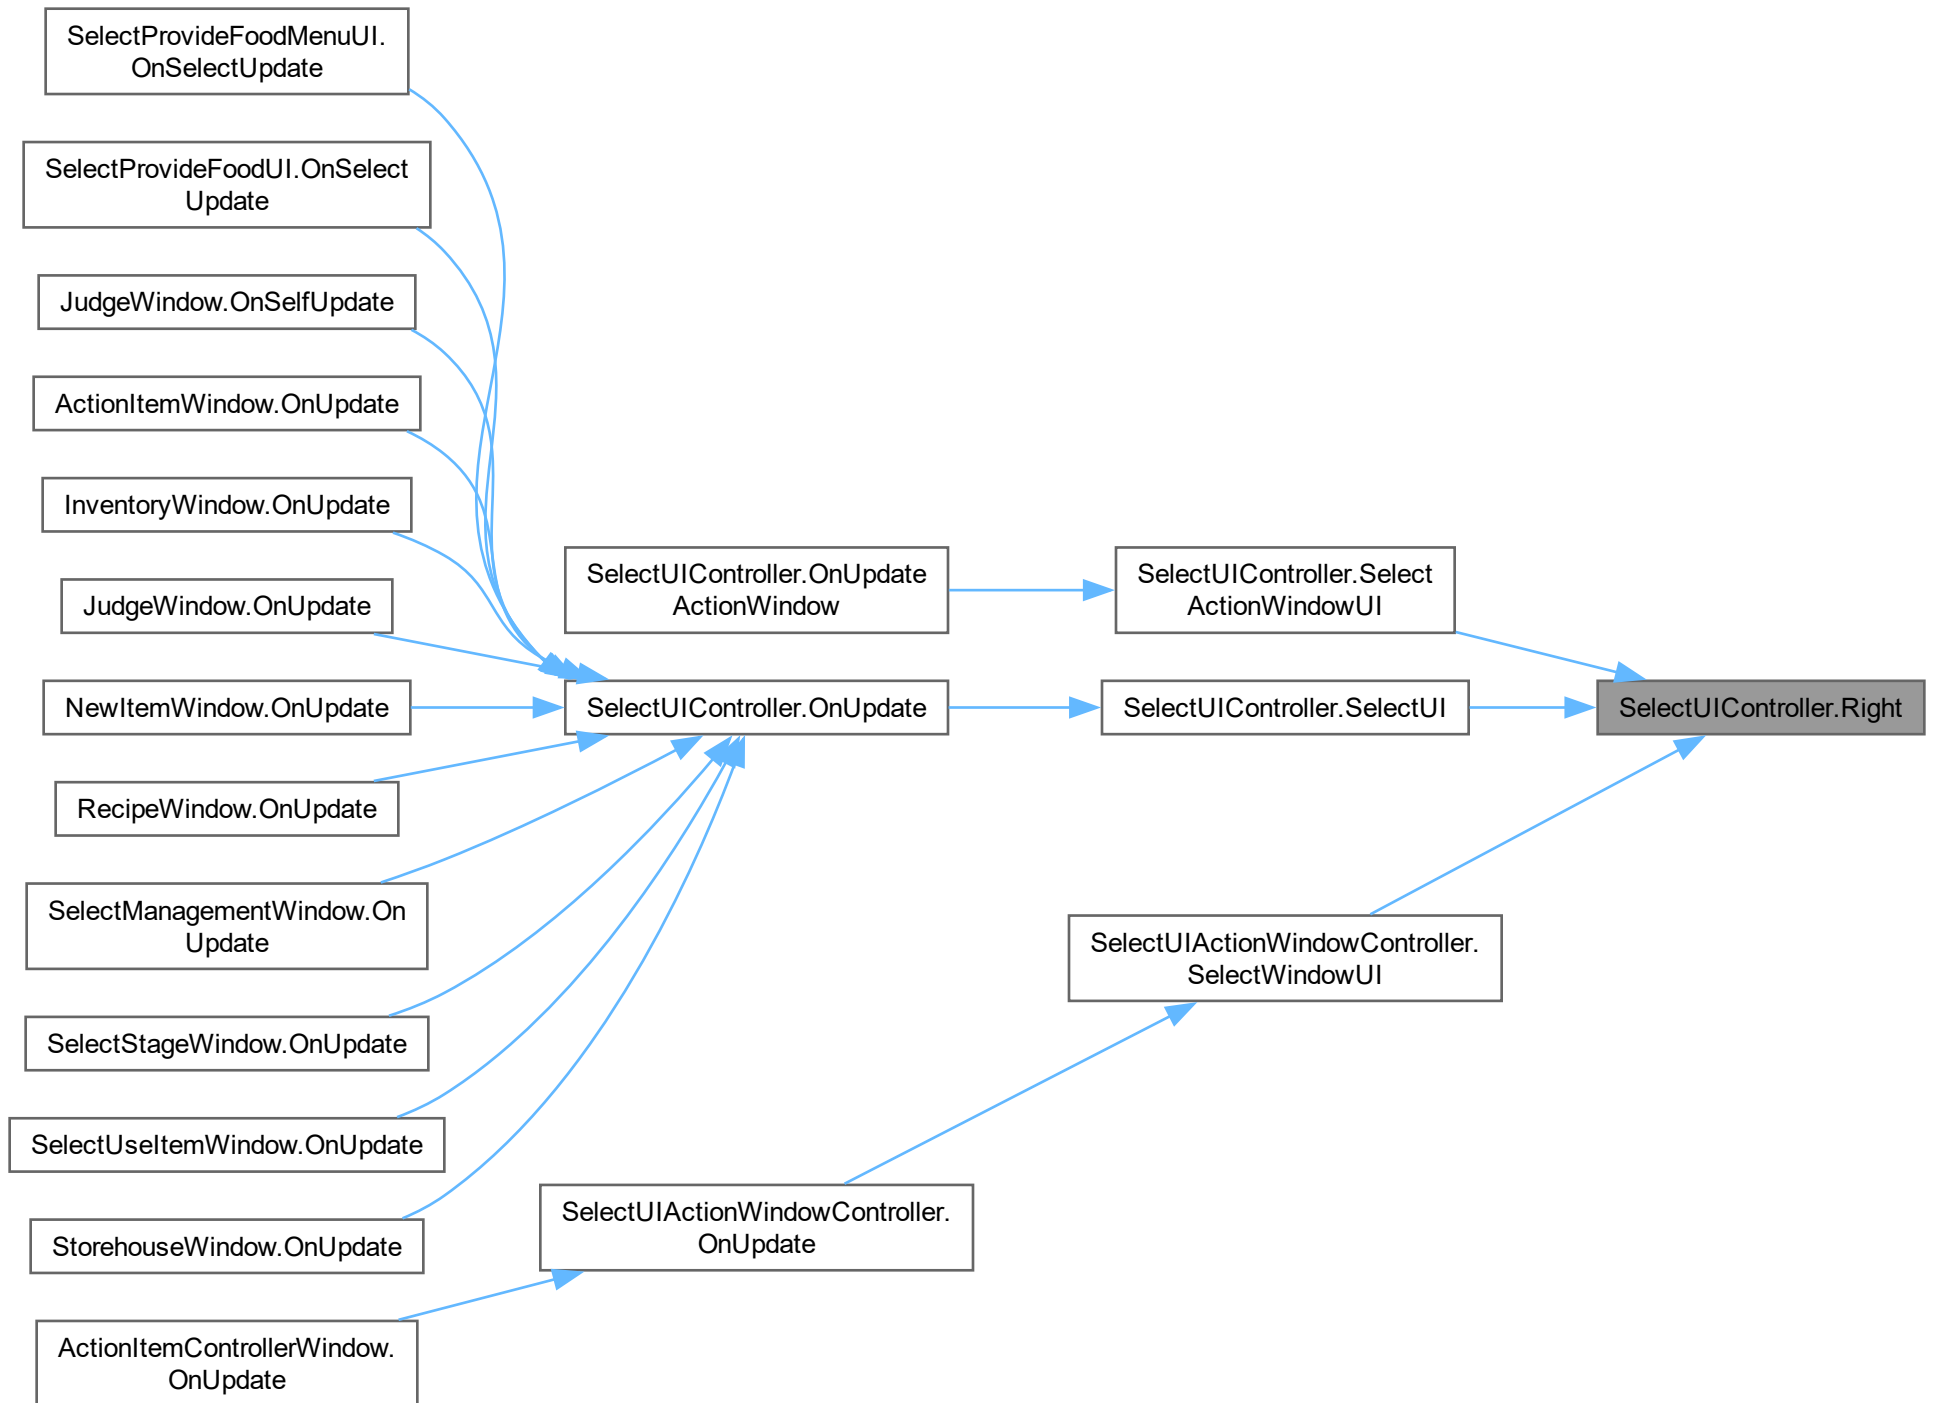 SelectProvideFoodMenuUI.
OnSelectUpdate
SelectProvideFoodUI.OnSelect
Update
JudgeWindow.OnSelfUpdate
ActionItemWindow.OnUpdate
InventoryWindow.OnUpdate
JudgeWindow.OnUpdate
NewItemWindow.OnUpdate
RecipeWindow.OnUpdate
SelectManagementWindow.On
Update
SelectStageWindow.OnUpdate
SelectUseItemWindow.OnUpdate
StorehouseWindow.OnUpdate
ActionItemControllerWindow.
OnUpdate
SelectUIController.OnUpdate
ActionWindow
SelectUIController.OnUpdate
SelectUIActionWindowController.
OnUpdate
SelectUIController.Select
ActionWindowUI
SelectUIController.SelectUI
SelectUIActionWindowController.
SelectWindowUI
SelectUIController.Right